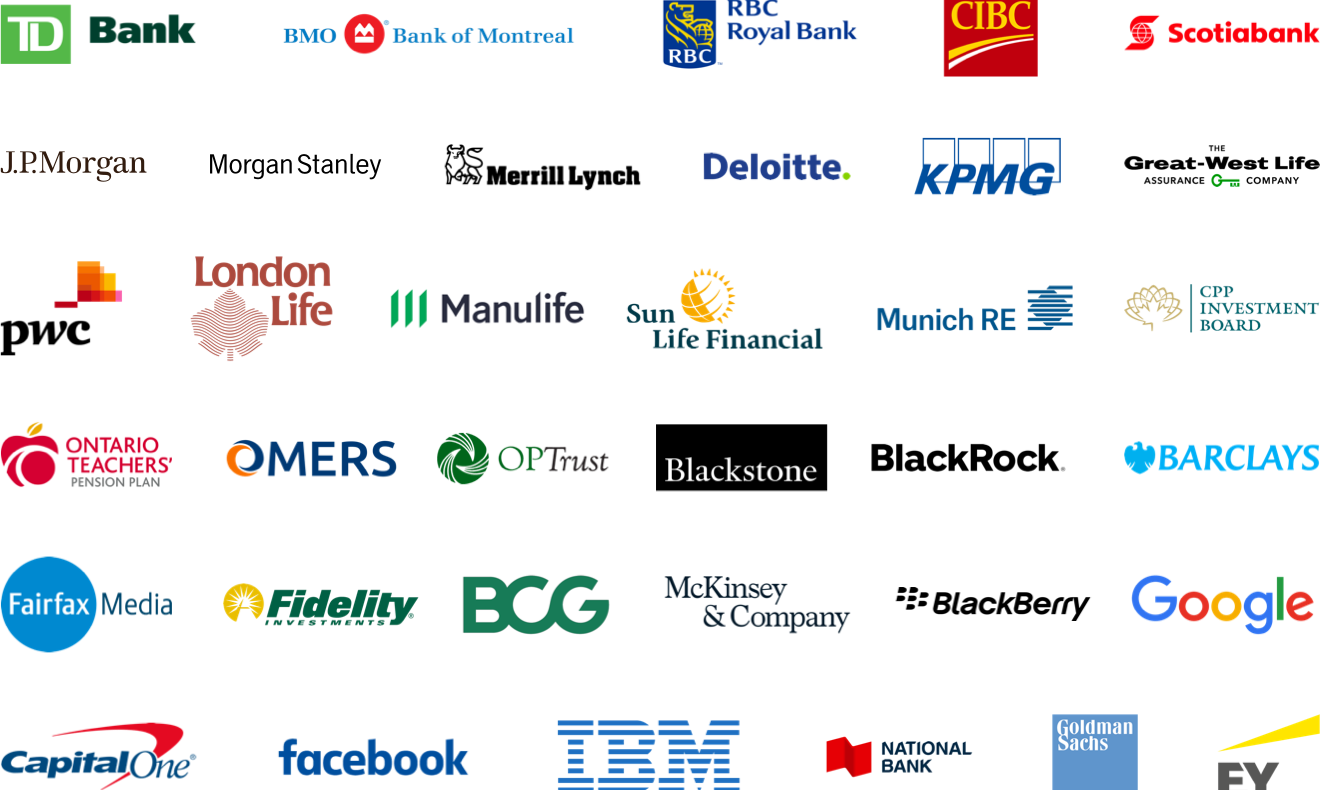 TD Bank
BMO Bank of Montreal
RBC
Royal Bank
RBC
CIBC
Scotiabank
J.P.Morgan
Morgan Stanley
Merrill Lynch
Deloitte.
KPMG
THE
Great-West Life
ASSURANCE COMPANY
pwc
London
Life
Manulife
Sun
Life Financial
Munich RE
CPP
INVESTMENT
BOARD
ONTARIO
TEACHERS'
PENSION PLAN
OMERS
OPTrust
Blackstone
BlackRock.
BARCLAYS
Fairfax Media
Fidelity
INVESTMENTS
BCG
McKinsey
& Company
BlackBerry
Google
Capital One
facebook
IBM
NATIONAL
BANK
Goldman
Sachs
EY